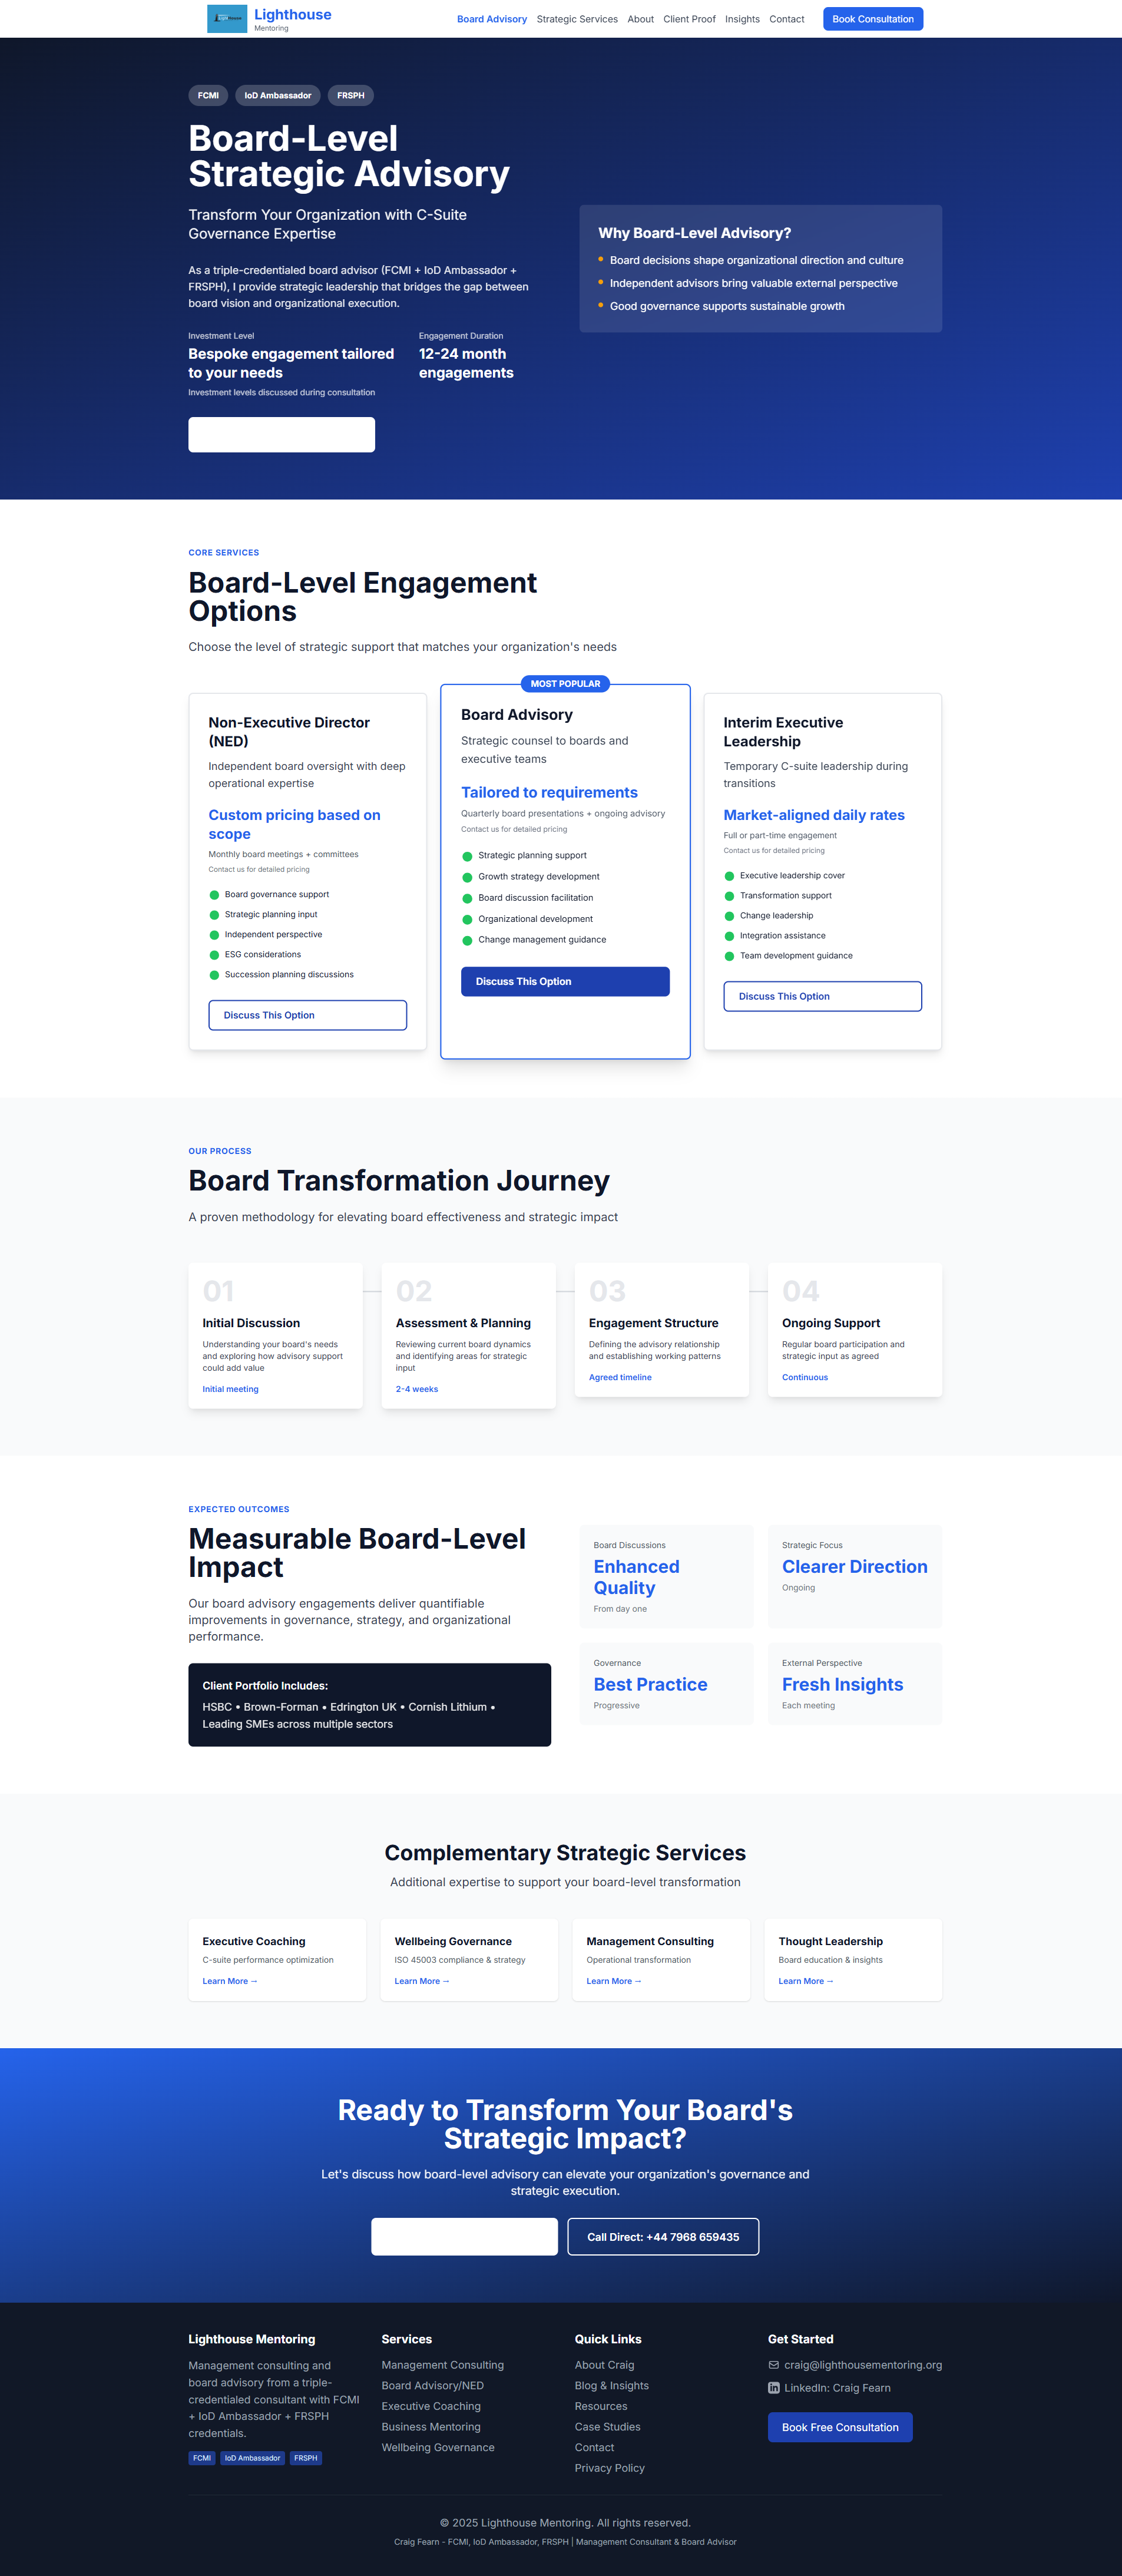 Lighthouse
Mentoring
Board Advisory
Strategic Services
About
Client Proof
Insights
Contact
Book Consultation
FCMI
IoD Ambassador
FRSPH
Board-Level
Strategic Advisory
Transform Your Organization with C-Suite
Governance Expertise
As a triple-credentialed board advisor (FCMI + IoD Ambassador +
FRSPH), I provide strategic leadership that bridges the gap between
board vision and organizational execution.
Investment Level
Bespoke engagement tailored
to your needs
Investment levels discussed during consultation
Engagement Duration
12-24 month
engagements
Why Board-Level Advisory?
Board decisions shape organizational direction and culture
Independent advisors bring valuable external perspective
Good governance supports sustainable growth
CORE SERVICES
Board-Level Engagement
Options
Choose the level of strategic support that matches your organization's needs
Non-Executive Director
(NED)
Independent board oversight with deep
operational expertise
Custom pricing based on
scope
Monthly board meetings + committees
Contact us for detailed pricing
Board governance support
Strategic planning input
Independent perspective
ESG considerations
Succession planning discussions
Discuss This Option
MOST POPULAR
Board Advisory
Strategic counsel to boards and
executive teams
Tailored to requirements
Quarterly board presentations + ongoing advisory
Contact us for detailed pricing
Strategic planning support
Growth strategy development
Board discussion facilitation
Organizational development
Change management guidance
Discuss This Option
Interim Executive
Leadership
Temporary C-suite leadership during
transitions
Market-aligned daily rates
Full or part-time engagement
Contact us for detailed pricing
Executive leadership cover
Transformation support
Change leadership
Integration assistance
Team development guidance
Discuss This Option
OUR PROCESS
Board Transformation Journey
A proven methodology for elevating board effectiveness and strategic impact
01
Initial Discussion
Understanding your board's needs
and exploring how advisory support
could add value
Initial meeting
02
Assessment & Planning
Reviewing current board dynamics
and identifying areas for strategic
input
2-4 weeks
03
Engagement Structure
Defining the advisory relationship
and establishing working patterns
Agreed timeline
04
Ongoing Support
Regular board participation and
strategic input as agreed
Continuous
EXPECTED OUTCOMES
Measurable Board-Level
Impact
Our board advisory engagements deliver quantifiable
improvements in governance, strategy, and organizational
performance.
Client Portfolio Includes:
HSBC • Brown-Forman • Edrington UK • Cornish Lithium •
Leading SMEs across multiple sectors
Board Discussions
Enhanced
Quality
From day one
Strategic Focus
Clearer Direction
Ongoing
Governance
Best Practice
Progressive
External Perspective
Fresh Insights
Each meeting
Complementary Strategic Services
Additional expertise to support your board-level transformation
Executive Coaching
C-suite performance optimization
Learn More →
Wellbeing Governance
ISO 45003 compliance & strategy
Learn More →
Management Consulting
Operational transformation
Learn More →
Thought Leadership
Board education & insights
Learn More →
Ready to Transform Your Board's
Strategic Impact?
Let's discuss how board-level advisory can elevate your organization's governance and
strategic execution.
Call Direct: +44 7968 659435
Lighthouse Mentoring
Management consulting and
board advisory from a triple-
credentialed consultant with FCMI
+ IoD Ambassador + FRSPH
credentials.
FCMI
IoD Ambassador
FRSPH
Services
Management Consulting
Board Advisory/NED
Executive Coaching
Business Mentoring
Wellbeing Governance
Quick Links
About Craig
Blog & Insights
Resources
Case Studies
Contact
Privacy Policy
Get Started
craig@lighthousementoring.org
LinkedIn: Craig Fearn
Book Free Consultation
© 2025 Lighthouse Mentoring. All rights reserved.
Craig Fearn - FCMI, IoD Ambassador, FRSPH | Management Consultant & Board Advisor